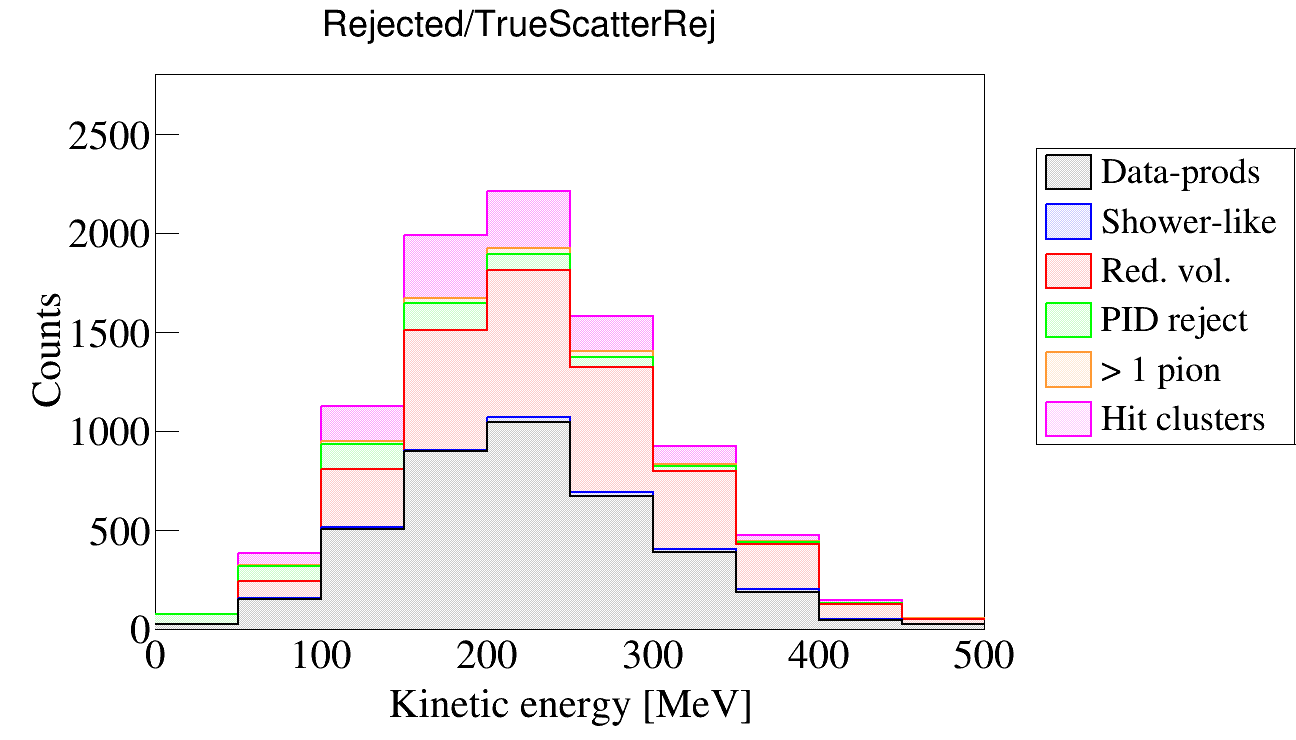 Rejected/TrueScatterRej
2500
2000
1500
1000
500
0
Counts
0 100 200 300 400 500
Kinetic energy [MeV]
Data-prods
Shower-like
Red. vol.
PID reject
> 1 pion
Hit clusters